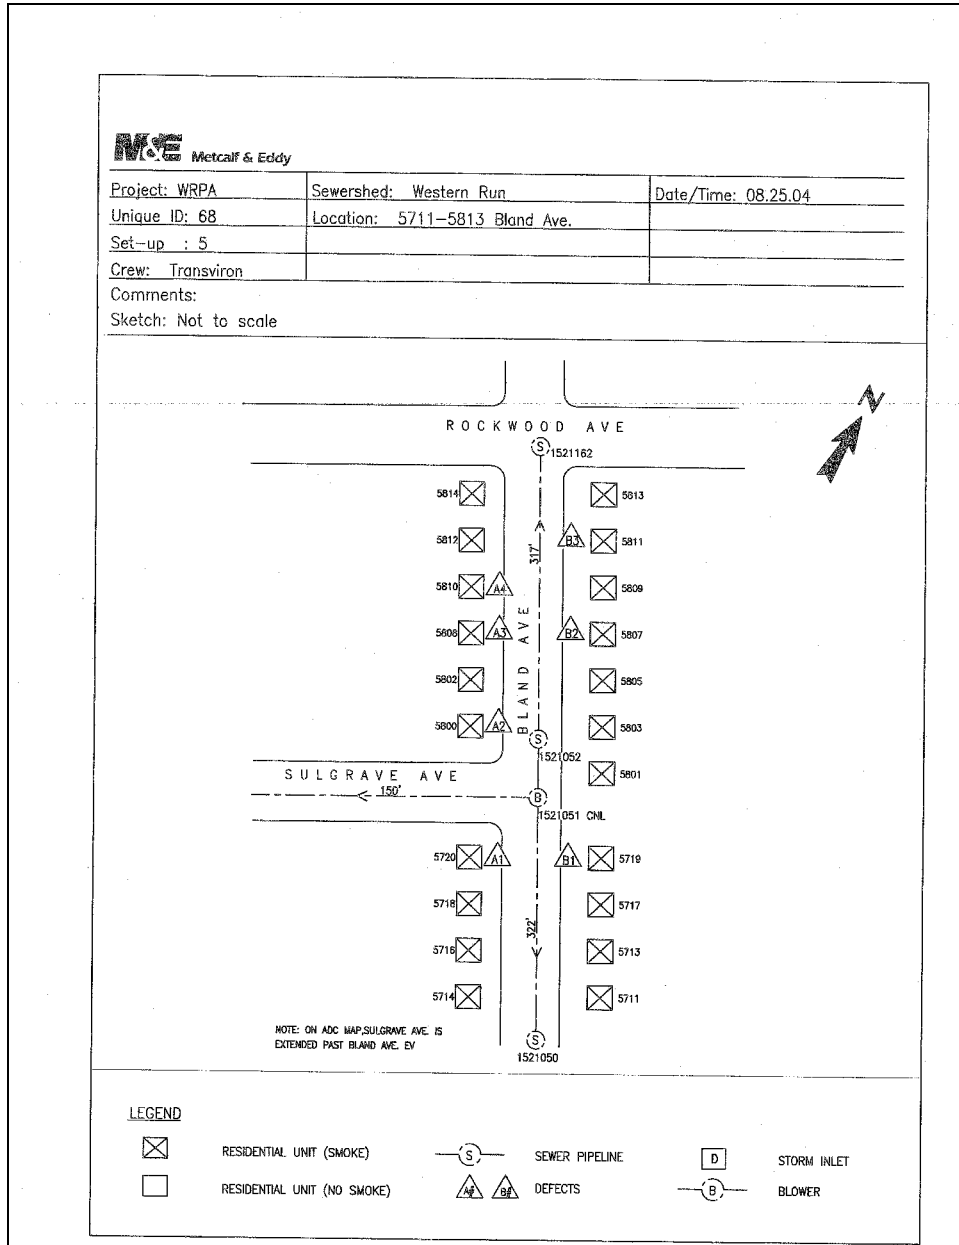 M&E Metcalf & Eddy
Project: WRPA
Sewershed: Western Run
Date/Time: 08.25.04
Unique ID: 68
Location: 5711-5813 Bland Ave.
Set-up : 5
Crew: Transviron
Comments:
Sketch: Not to scale
N
ROCKWOOD AVE
S
1521162
5814
5813
5812
B3
5811
317'
5810
A4
5809
5808
A3
B2
5807
BLAND AVE
5802
5805
5800
A2
5803
S
1521052
SULGRAVE AVE
5801
150'
B
1521051 CNL
5720
A1
B1
5719
5718
5717
322'
5716
5713
5714
5711
NOTE: ON ADC MAP,SULGRAVE AVE. IS
EXTENDED PAST BLAND AVE. EV
S
1521050
LEGEND
RESIDENTIAL UNIT (SMOKE)
S
SEWER PIPELINE
D
STORM INLET
RESIDENTIAL UNIT (NO SMOKE)
A#
B#
DEFECTS
B
BLOWER